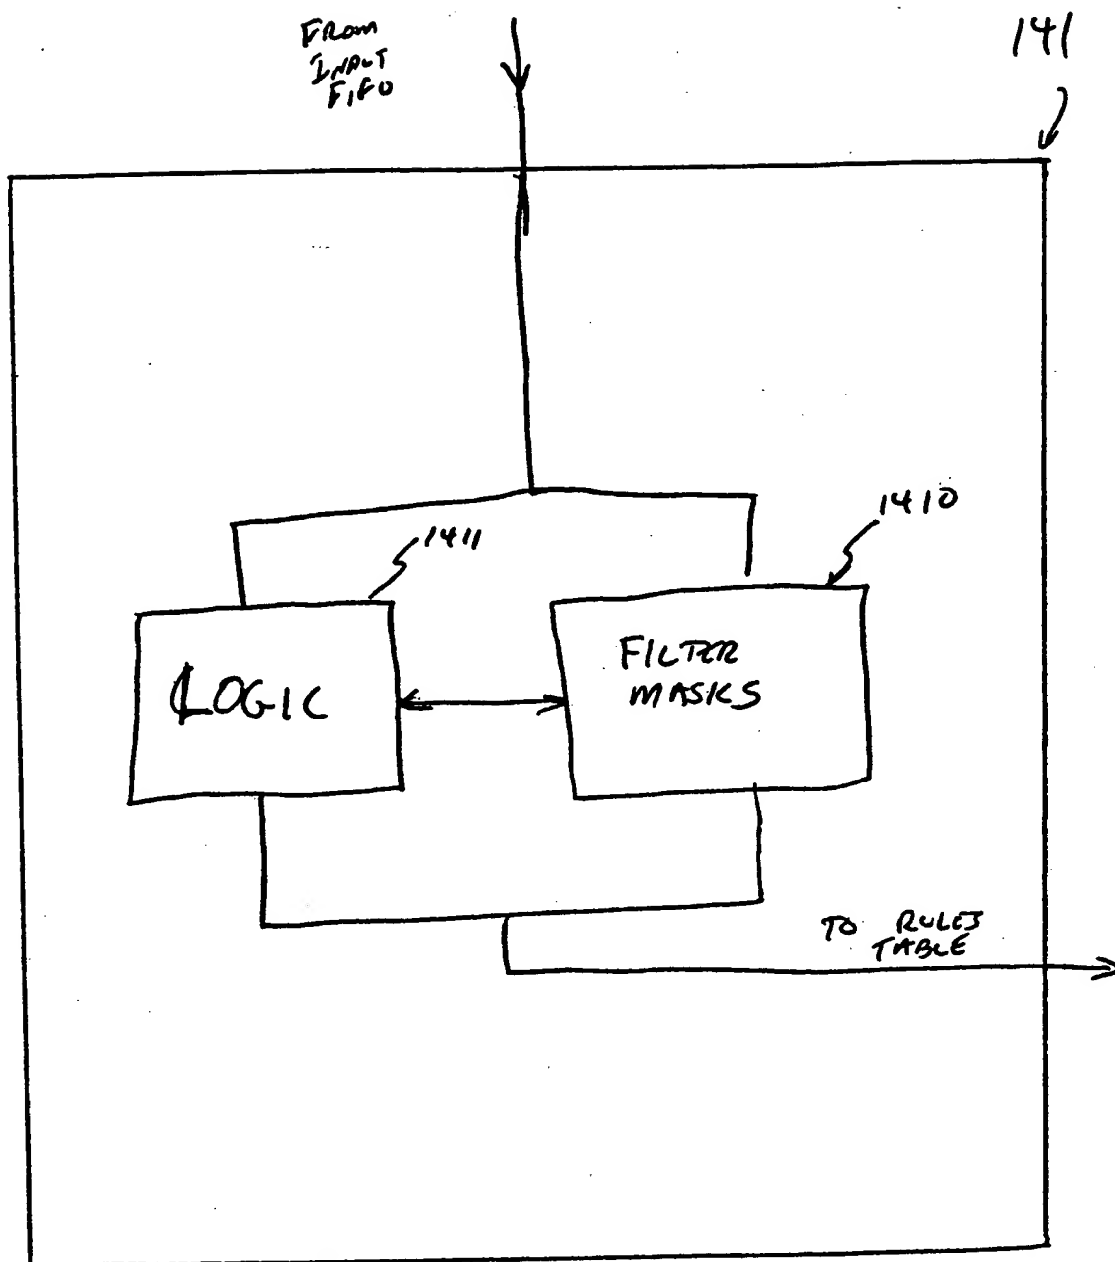 FROM
INPUT
FIFO
141
1411
1410
LOGIC
FILTER
MASKS
TO RULES
TABLE